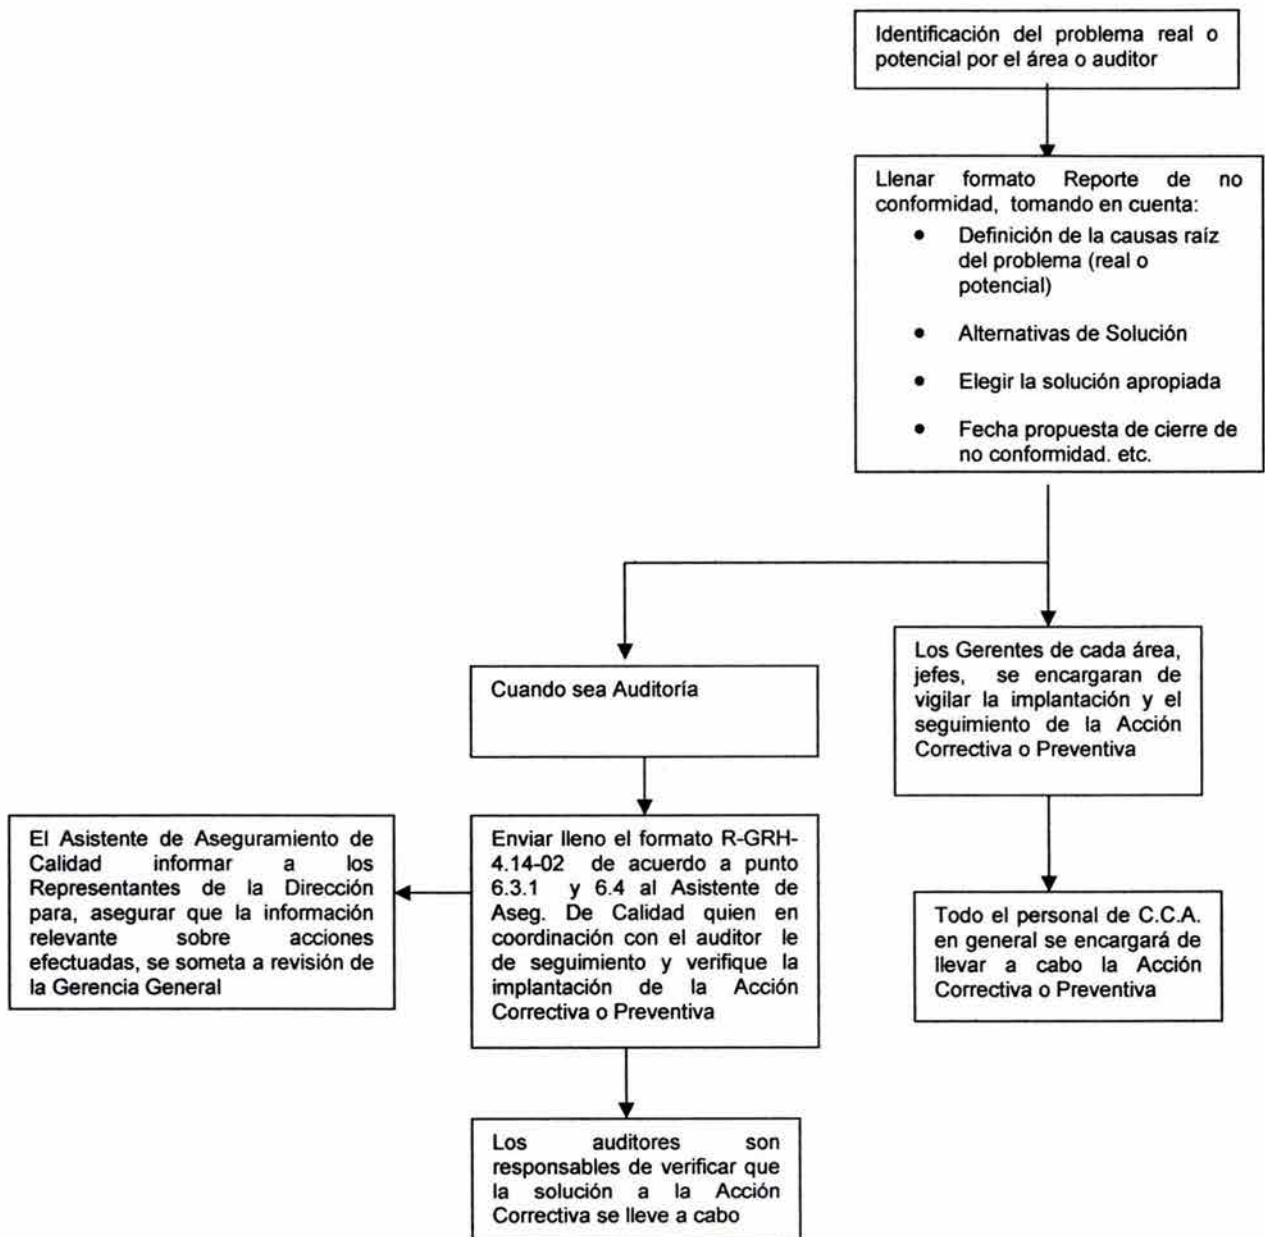 Identificación del problema real o
potencial por el área o auditor
Llenar formato Reporte de no
conformidad, tomando en cuenta:
• Definición de la causas raíz
del problema (real o
potencial)
• Alternativas de Solución
• Elegir la solución apropiada
• Fecha propuesta de cierre de
no conformidad. etc.
Cuando sea Auditoría
Los Gerentes de cada área,
jefes, se encargaran de
vigilar la implantación y el
seguimiento de la Acción
Correctiva o Preventiva
El Asistente de Aseguramiento de
Calidad informar a los
Representantes de la Dirección
para, asegurar que la información
relevante sobre acciones
efectuadas, se someta a revisión de
la Gerencia General
Enviar lleno el formato R-GRH-
4.14-02 de acuerdo a punto
6.3.1 y 6.4 al Asistente de
Aseg. De Calidad quien en
coordinación con el auditor le
de seguimiento y verifique la
implantación de la Acción
Correctiva o Preventiva
Todo el personal de C.C.A.
en general se encargará de
llevar a cabo la Acción
Correctiva o Preventiva
Los auditores son
responsables de verificar que
la solución a la Acción
Correctiva se lleve a cabo